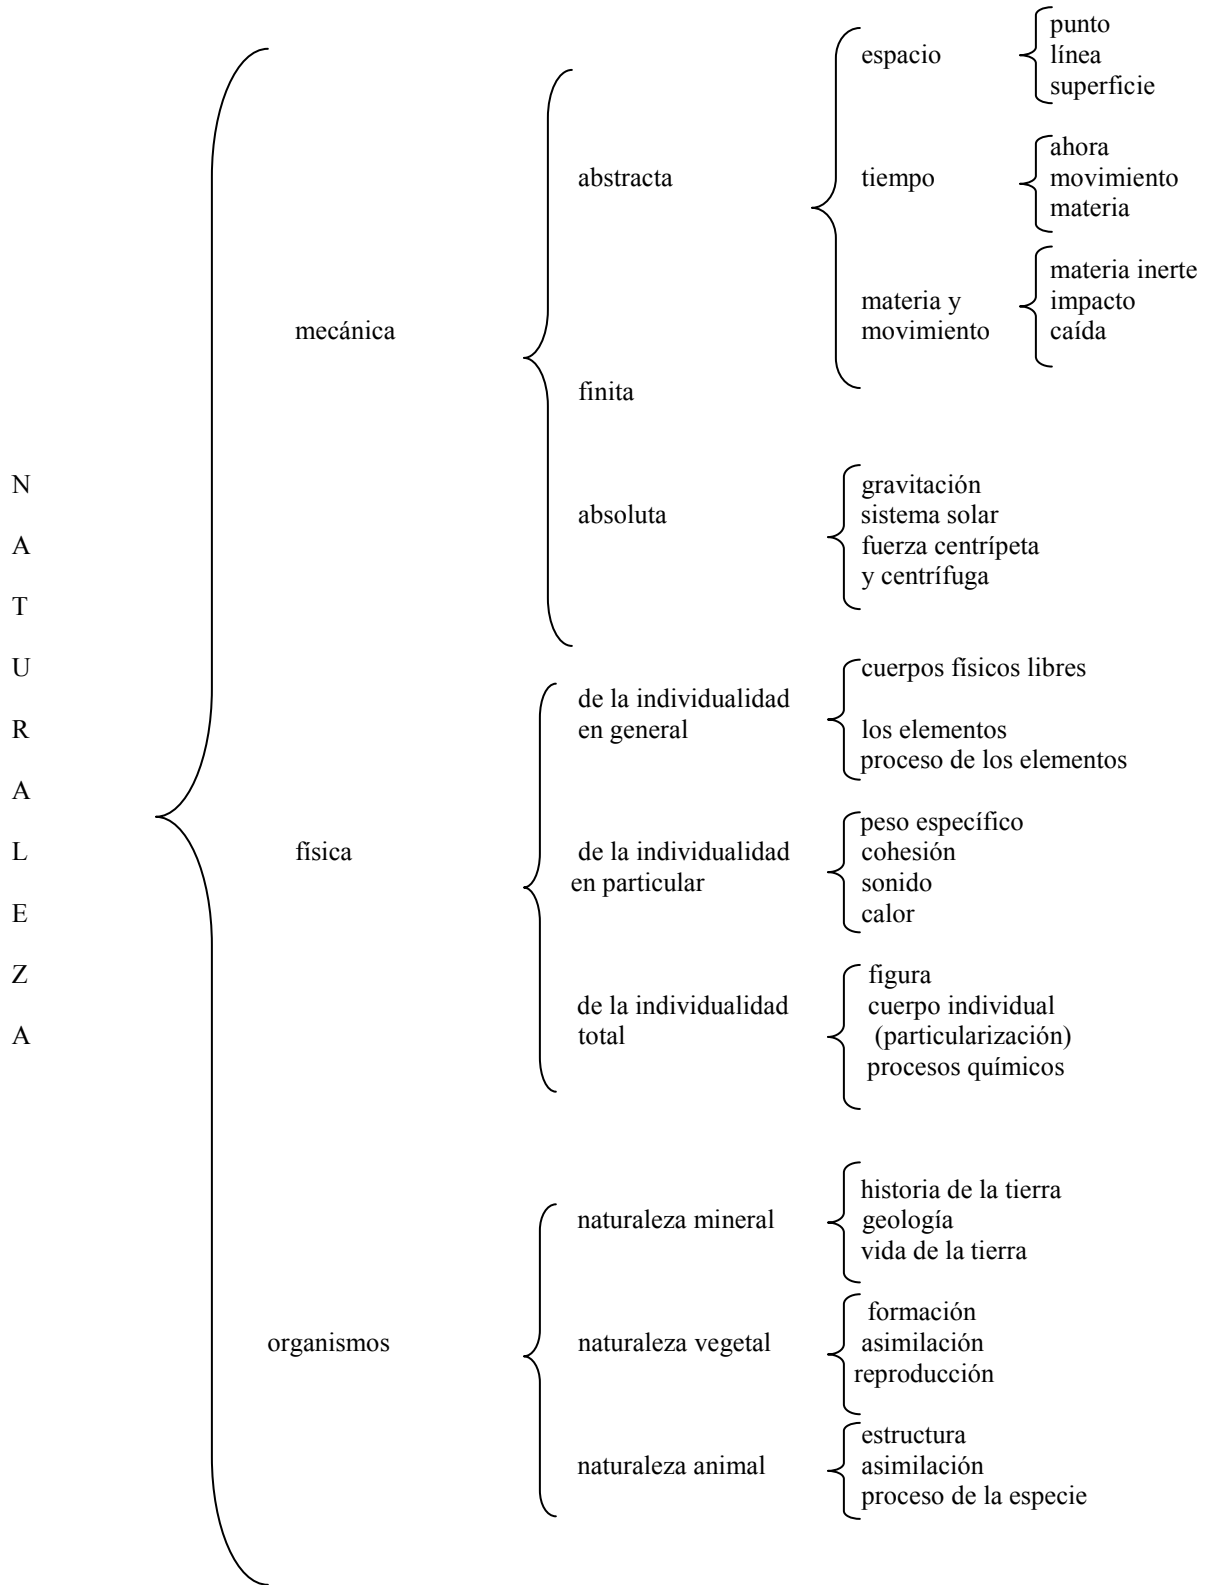 NATURALEZA
mecánica
abstracta
espacio
punto
línea
superficie
tiempo
ahora
movimiento
materia
materia y
movimiento
materia inerte
impacto
caída
finita
absoluta
gravitación
sistema solar
fuerza centrípeta
y centrífuga
física
de la individualidad
en general
cuerpos físicos libres
los elementos
proceso de los elementos
de la individualidad
en particular
peso específico
cohesión
sonido
calor
de la individualidad
total
figura
cuerpo individual
(particularización)
procesos químicos
organismos
naturaleza mineral
historia de la tierra
geología
vida de la tierra
naturaleza vegetal
formación
asimilación
reproducción
naturaleza animal
estructura
asimilación
proceso de la especie